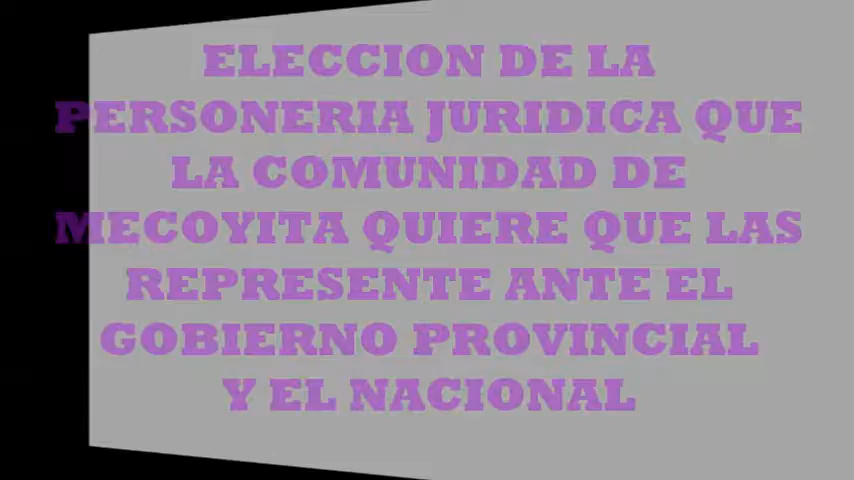 ELECCION DE LA
PERSONERIA JURIDICA QUE
LA COMUNIDAD DE
MECOYITA QUIERE QUE LAS
REPRESENTE ANTE EL
GOBIERNO PROVINCIAL
Y EL NACIONAL